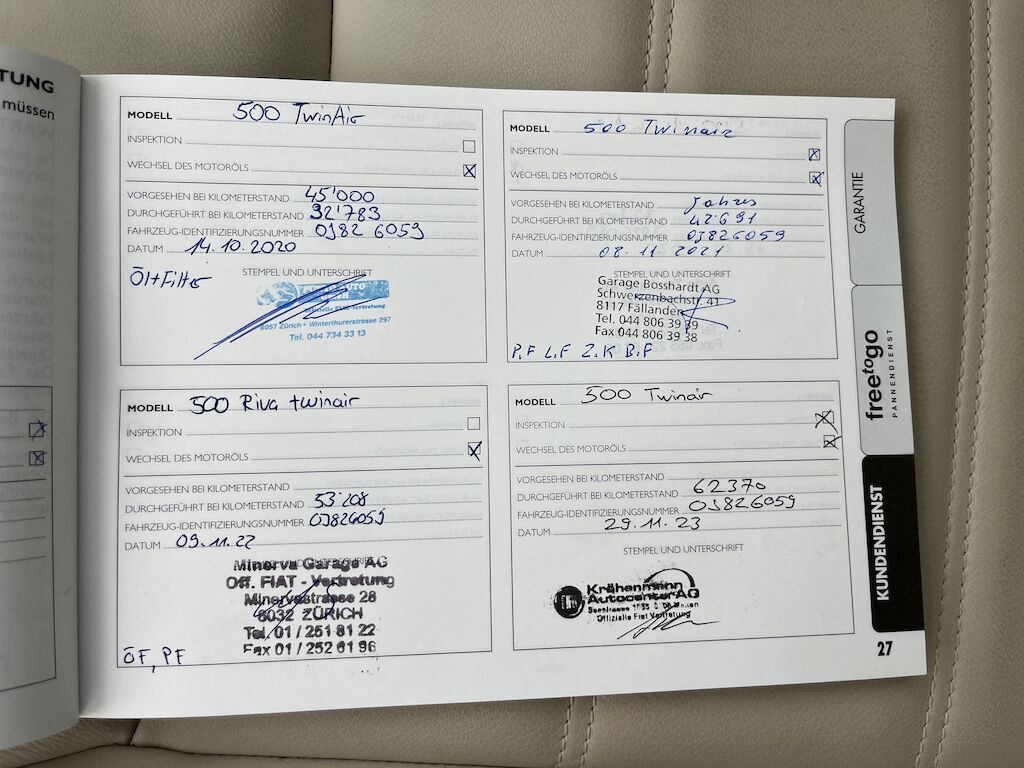 TUNG
müssen
MODELL 500 TwinAir
INSPEKTION
WECHSEL DES MOTORÖLS
VORGESEHEN BEI KILOMETERSTAND 45'000
DURCHGEFÜHRT BEI KILOMETERSTAND 32'783
FAHRZEUG-IDENTIFIZIERUNGSNUMMER 0J826059
DATUM 14.10.2020
STEMPEL UND UNTERSCHRIFT
Öl+Filter
8057 Zürich • Winterthurerstrasse 297
Tel. 044 734 33 13
MODELL 500 Twinair
INSPEKTION
WECHSEL DES MOTORÖLS
VORGESEHEN BEI KILOMETERSTAND Jahres
DURCHGEFÜHRT BEI KILOMETERSTAND 42691
FAHRZEUG-IDENTIFIZIERUNGSNUMMER 0J826059
DATUM 08.11.2021
STEMPEL UND UNTERSCHRIFT
Garage Bosshardt AG
Schwerzenbachstr. 41
8117 Fällanden
Tel. 044 806 39 39
Fax 044 806 39 38
P.F L.F Z.K B.F
MODELL 500 Riva twinair
INSPEKTION
WECHSEL DES MOTORÖLS
VORGESEHEN BEI KILOMETERSTAND
DURCHGEFÜHRT BEI KILOMETERSTAND 53'208
FAHRZEUG-IDENTIFIZIERUNGSNUMMER 0J826059
DATUM 09.11.22
Minerva Garage AG
Off. FIAT - Vertretung
Minervastrasse 28
8032 ZÜRICH
Tel. 01 / 251 81 22
Fax 01 / 252 61 96
ÖF, PF
MODELL 500 Twinair
INSPEKTION
WECHSEL DES MOTORÖLS
VORGESEHEN BEI KILOMETERSTAND
DURCHGEFÜHRT BEI KILOMETERSTAND 62370
FAHRZEUG-IDENTIFIZIERUNGSNUMMER 0J826059
DATUM 29.11.23
STEMPEL UND UNTERSCHRIFT
Krähenmann
Autocenter AG
Offizielle Fiat Vertretung
GARANTIE
freetogo
PANNENDIENST
KUNDENDIENST
27